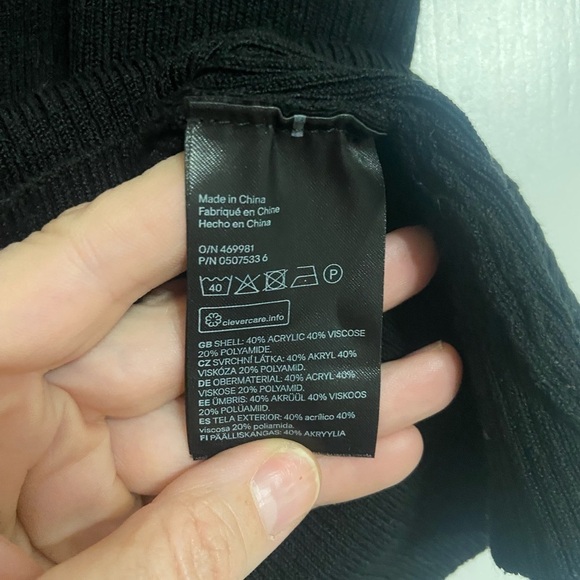 Made in China
Fabriqué en Chine
Hecho en China
O/N 469981
P/N 0507533 6
40 P
clevercare.info
GB SHELL: 40% ACRYLIC 40% VISCOSE
20% POLYAMIDE.
CZ SVRCHNÍ LÁTKA: 40% AKRYL 40%
VISKÓZA 20% POLYAMID.
DE OBERMATERIAL: 40% ACRYL 40%
VISKOSE 20% POLYAMID.
EE ÜMBRIS: 40% AKRÜÜL 40% VISKOOS
20% POLÜAMIID.
ES TELA EXTERIOR: 40% acrílico 40%
viscosa 20% poliamida.
FI PÄÄLLISKANGAS: 40% AKRYYLIA